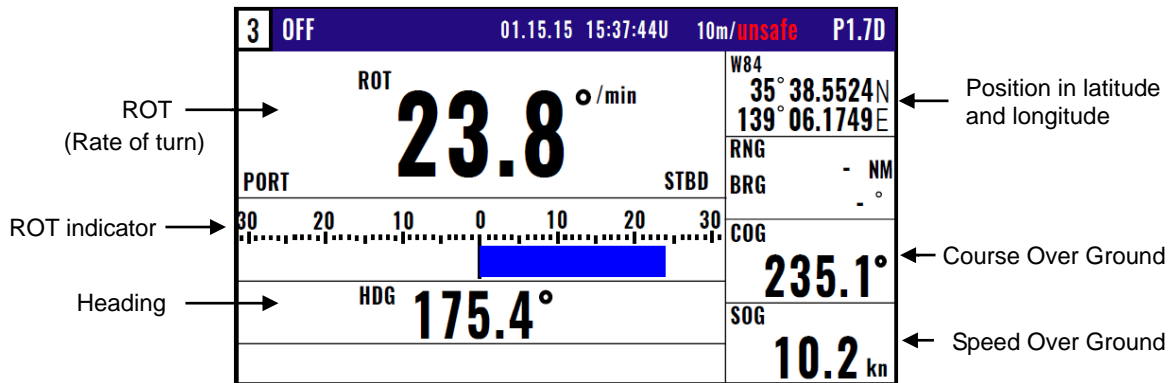 3 OFF 01.15.15 15:37:44U 10m/unsafe P1.7D
ROT
(Rate of turn)
ROT 23.8°/min
PORT STBD
ROT indicator
30 20 10 0 10 20 30
Heading
HDG 175.4°
W84
35°38.5524N
139°06.1749E
Position in latitude
and longitude
RNG - NM
BRG - °
COG
235.1°
Course Over Ground
SOG
10.2 kn
Speed Over Ground